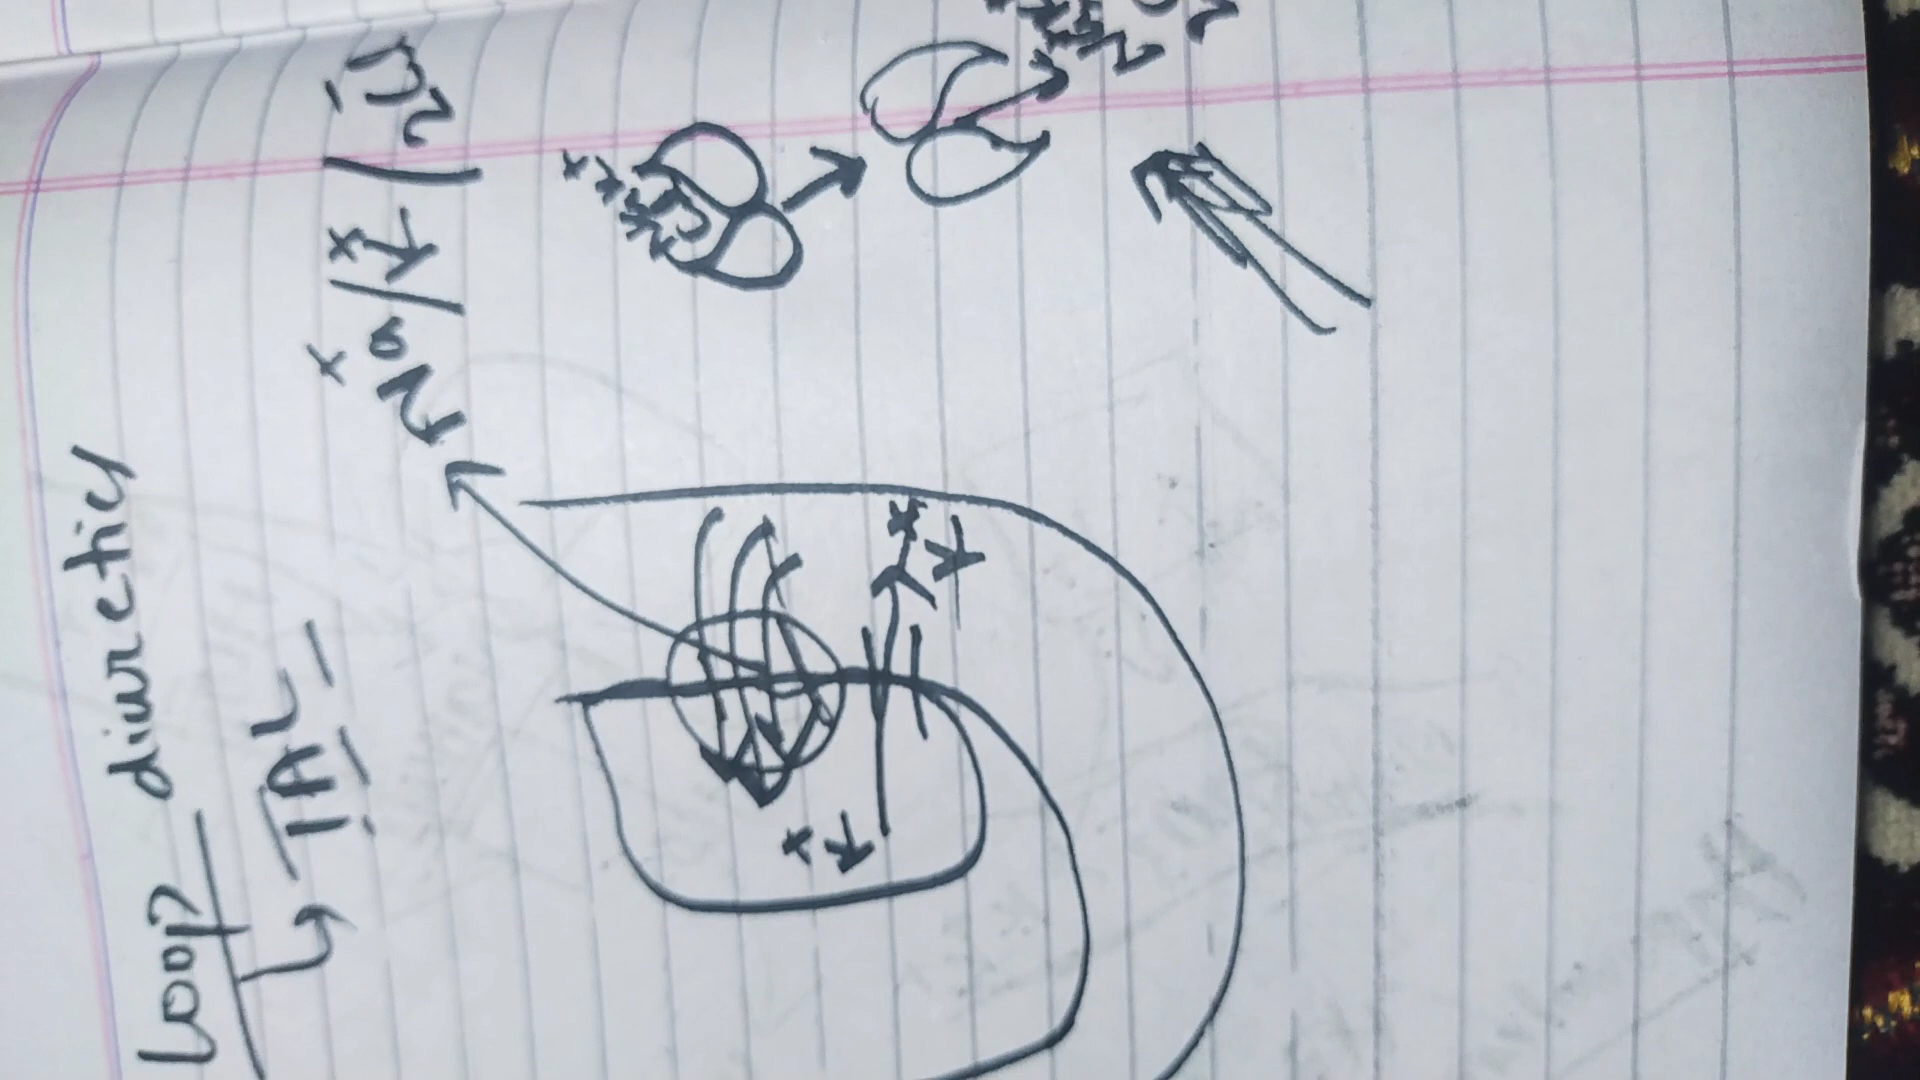 Loop diuretics
↳ TAL
Na⁺/K⁺/2Cl⁻
K⁺
K⁺